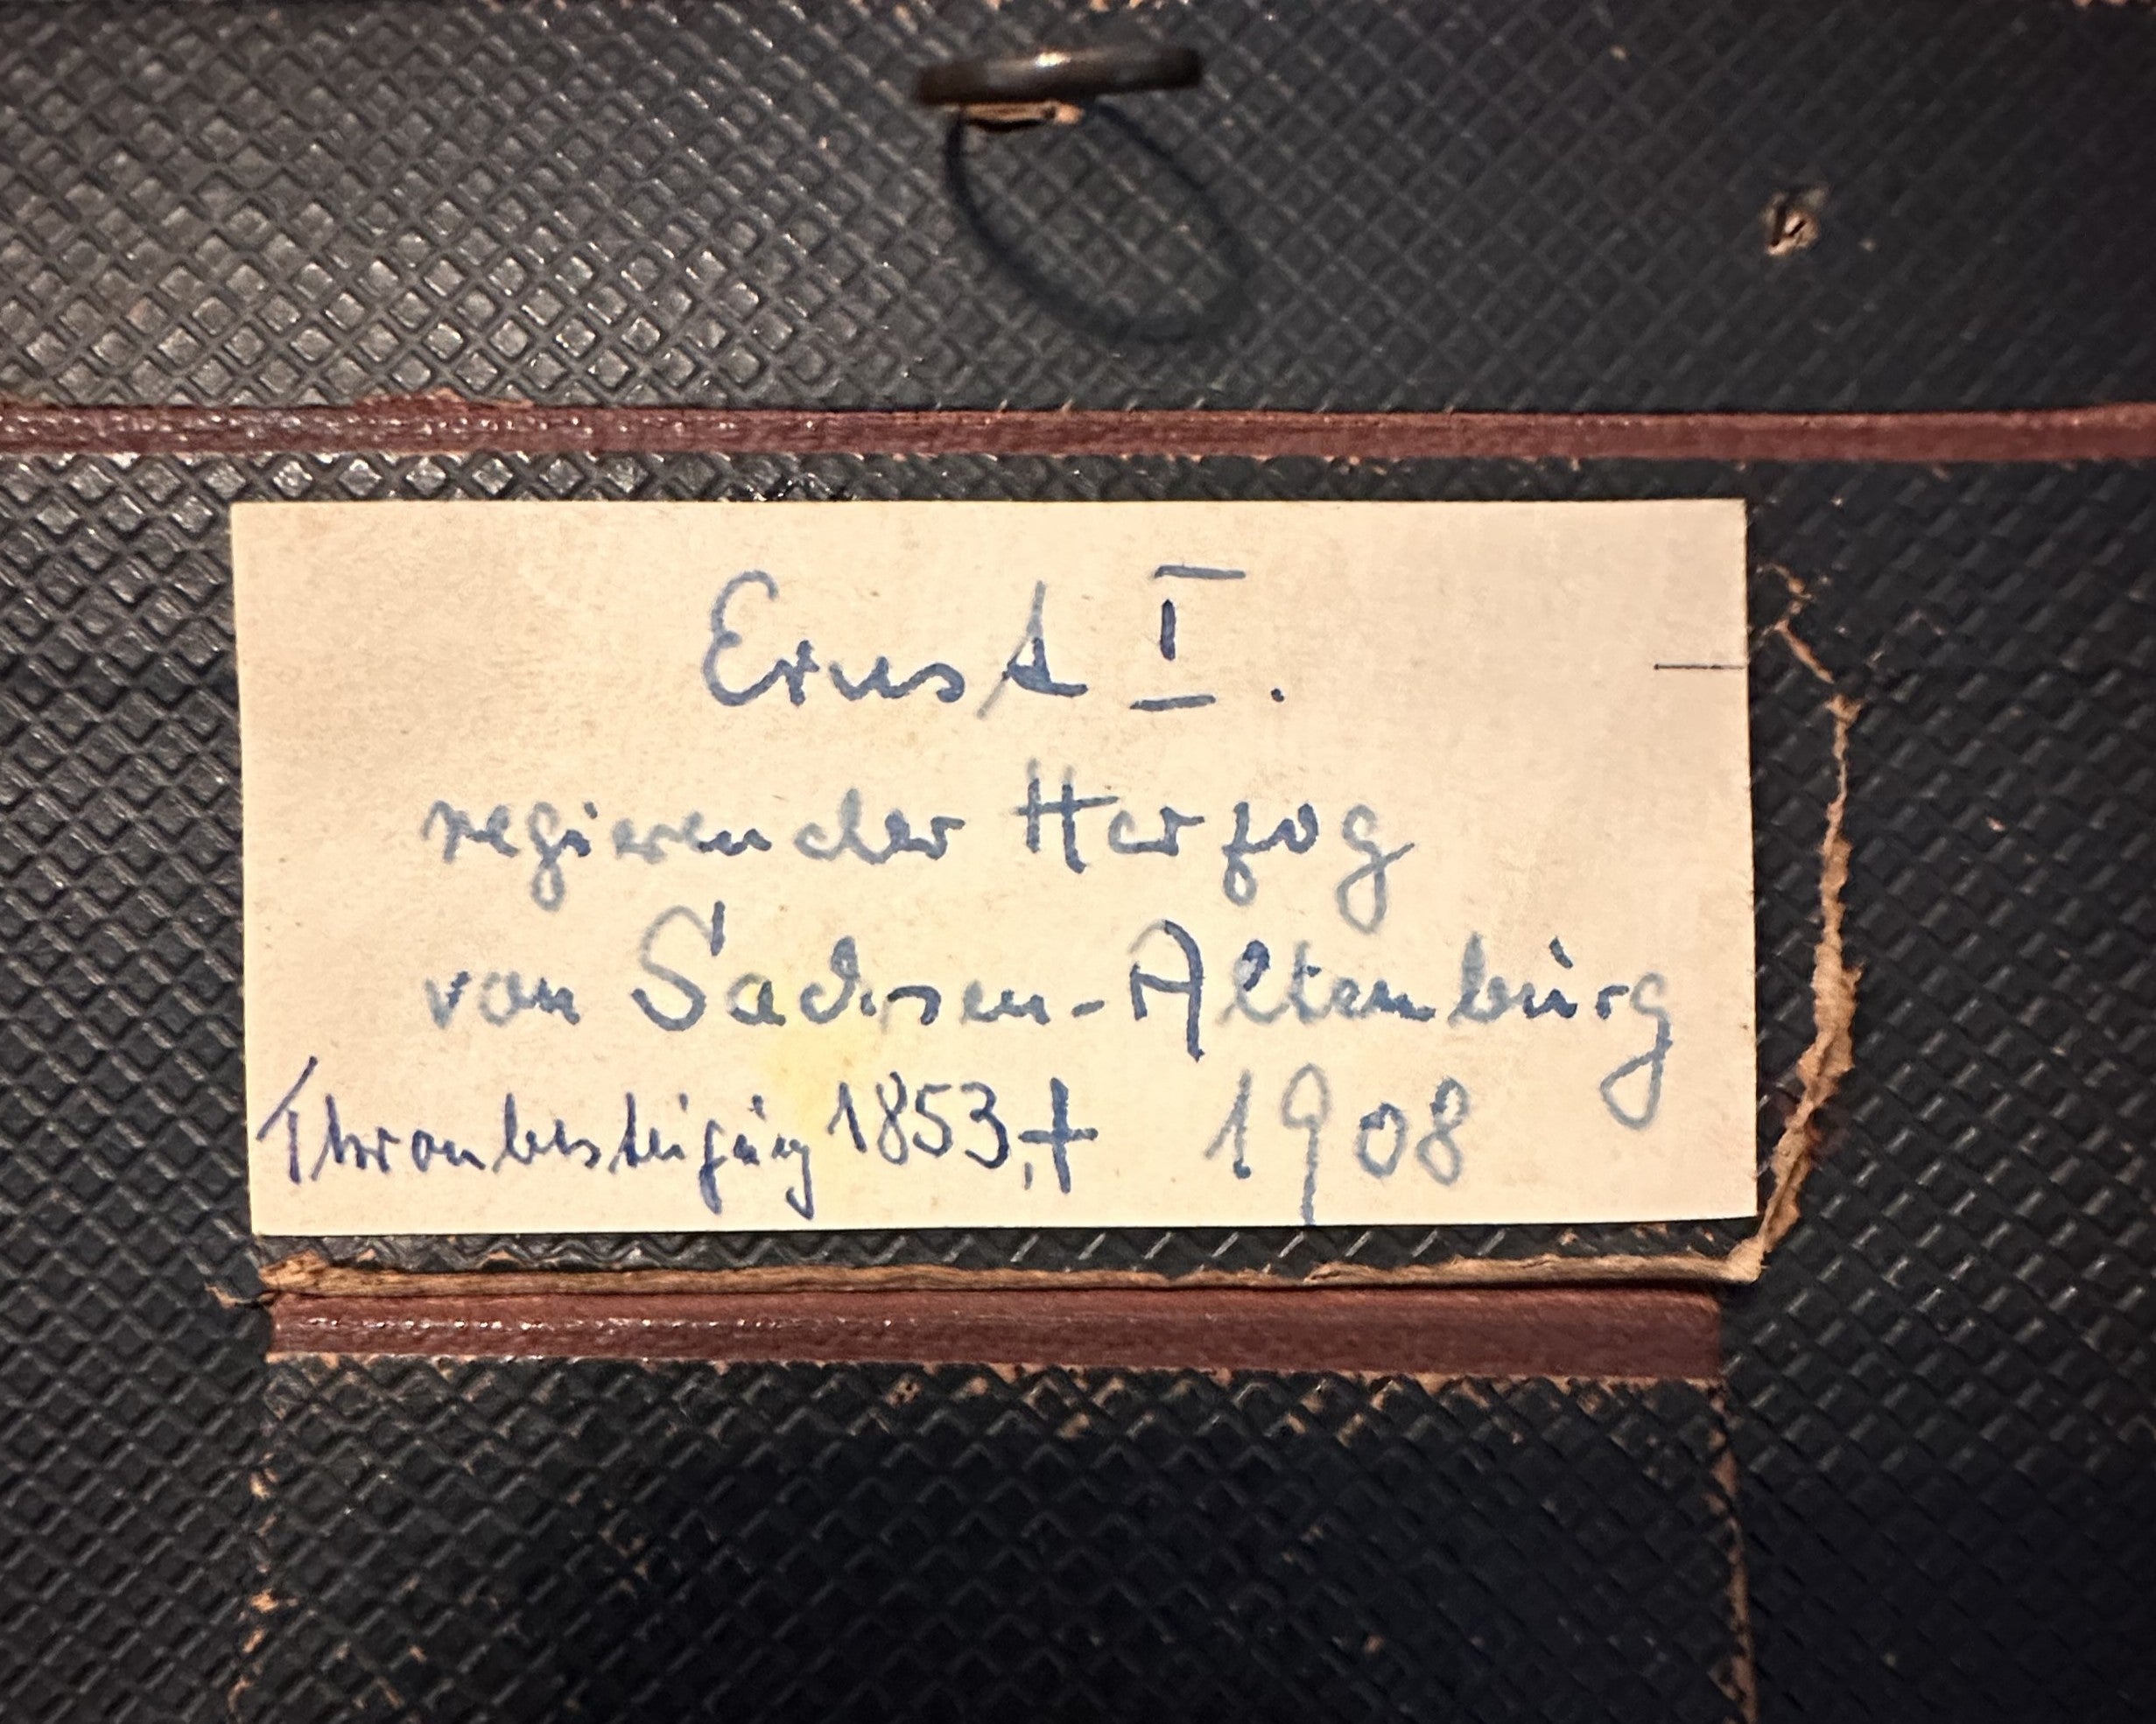 Ernst I.
regierender Herzog
von Sachsen-Altenburg
Thronbesteigung 1853, † 1908